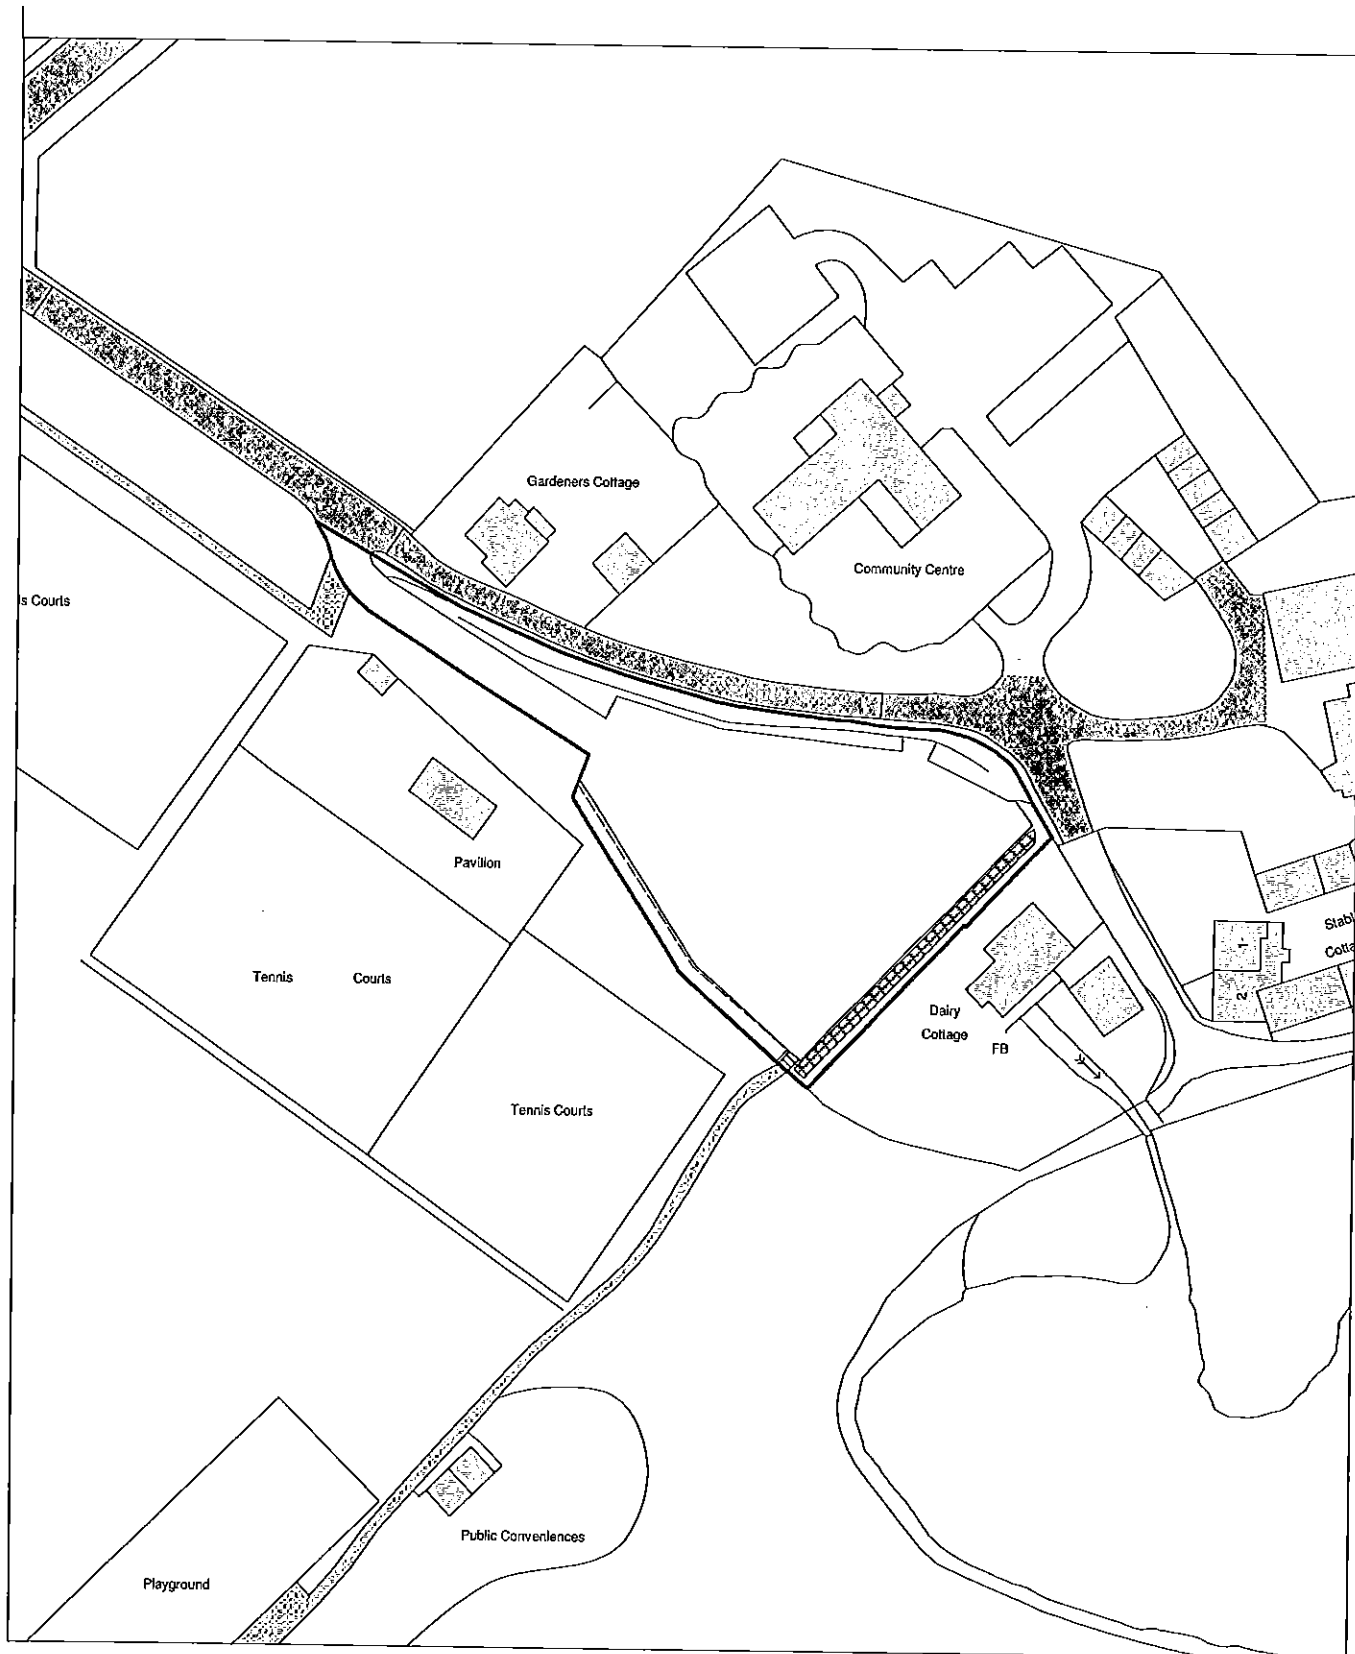 Gardeners Cottage
Community Centre
ls Courts
Pavilion
Tennis Courts
1
2
Stabl
Cotta
Dairy
Cottage
FB
Tennis Courts
Public Conveniences
Playground